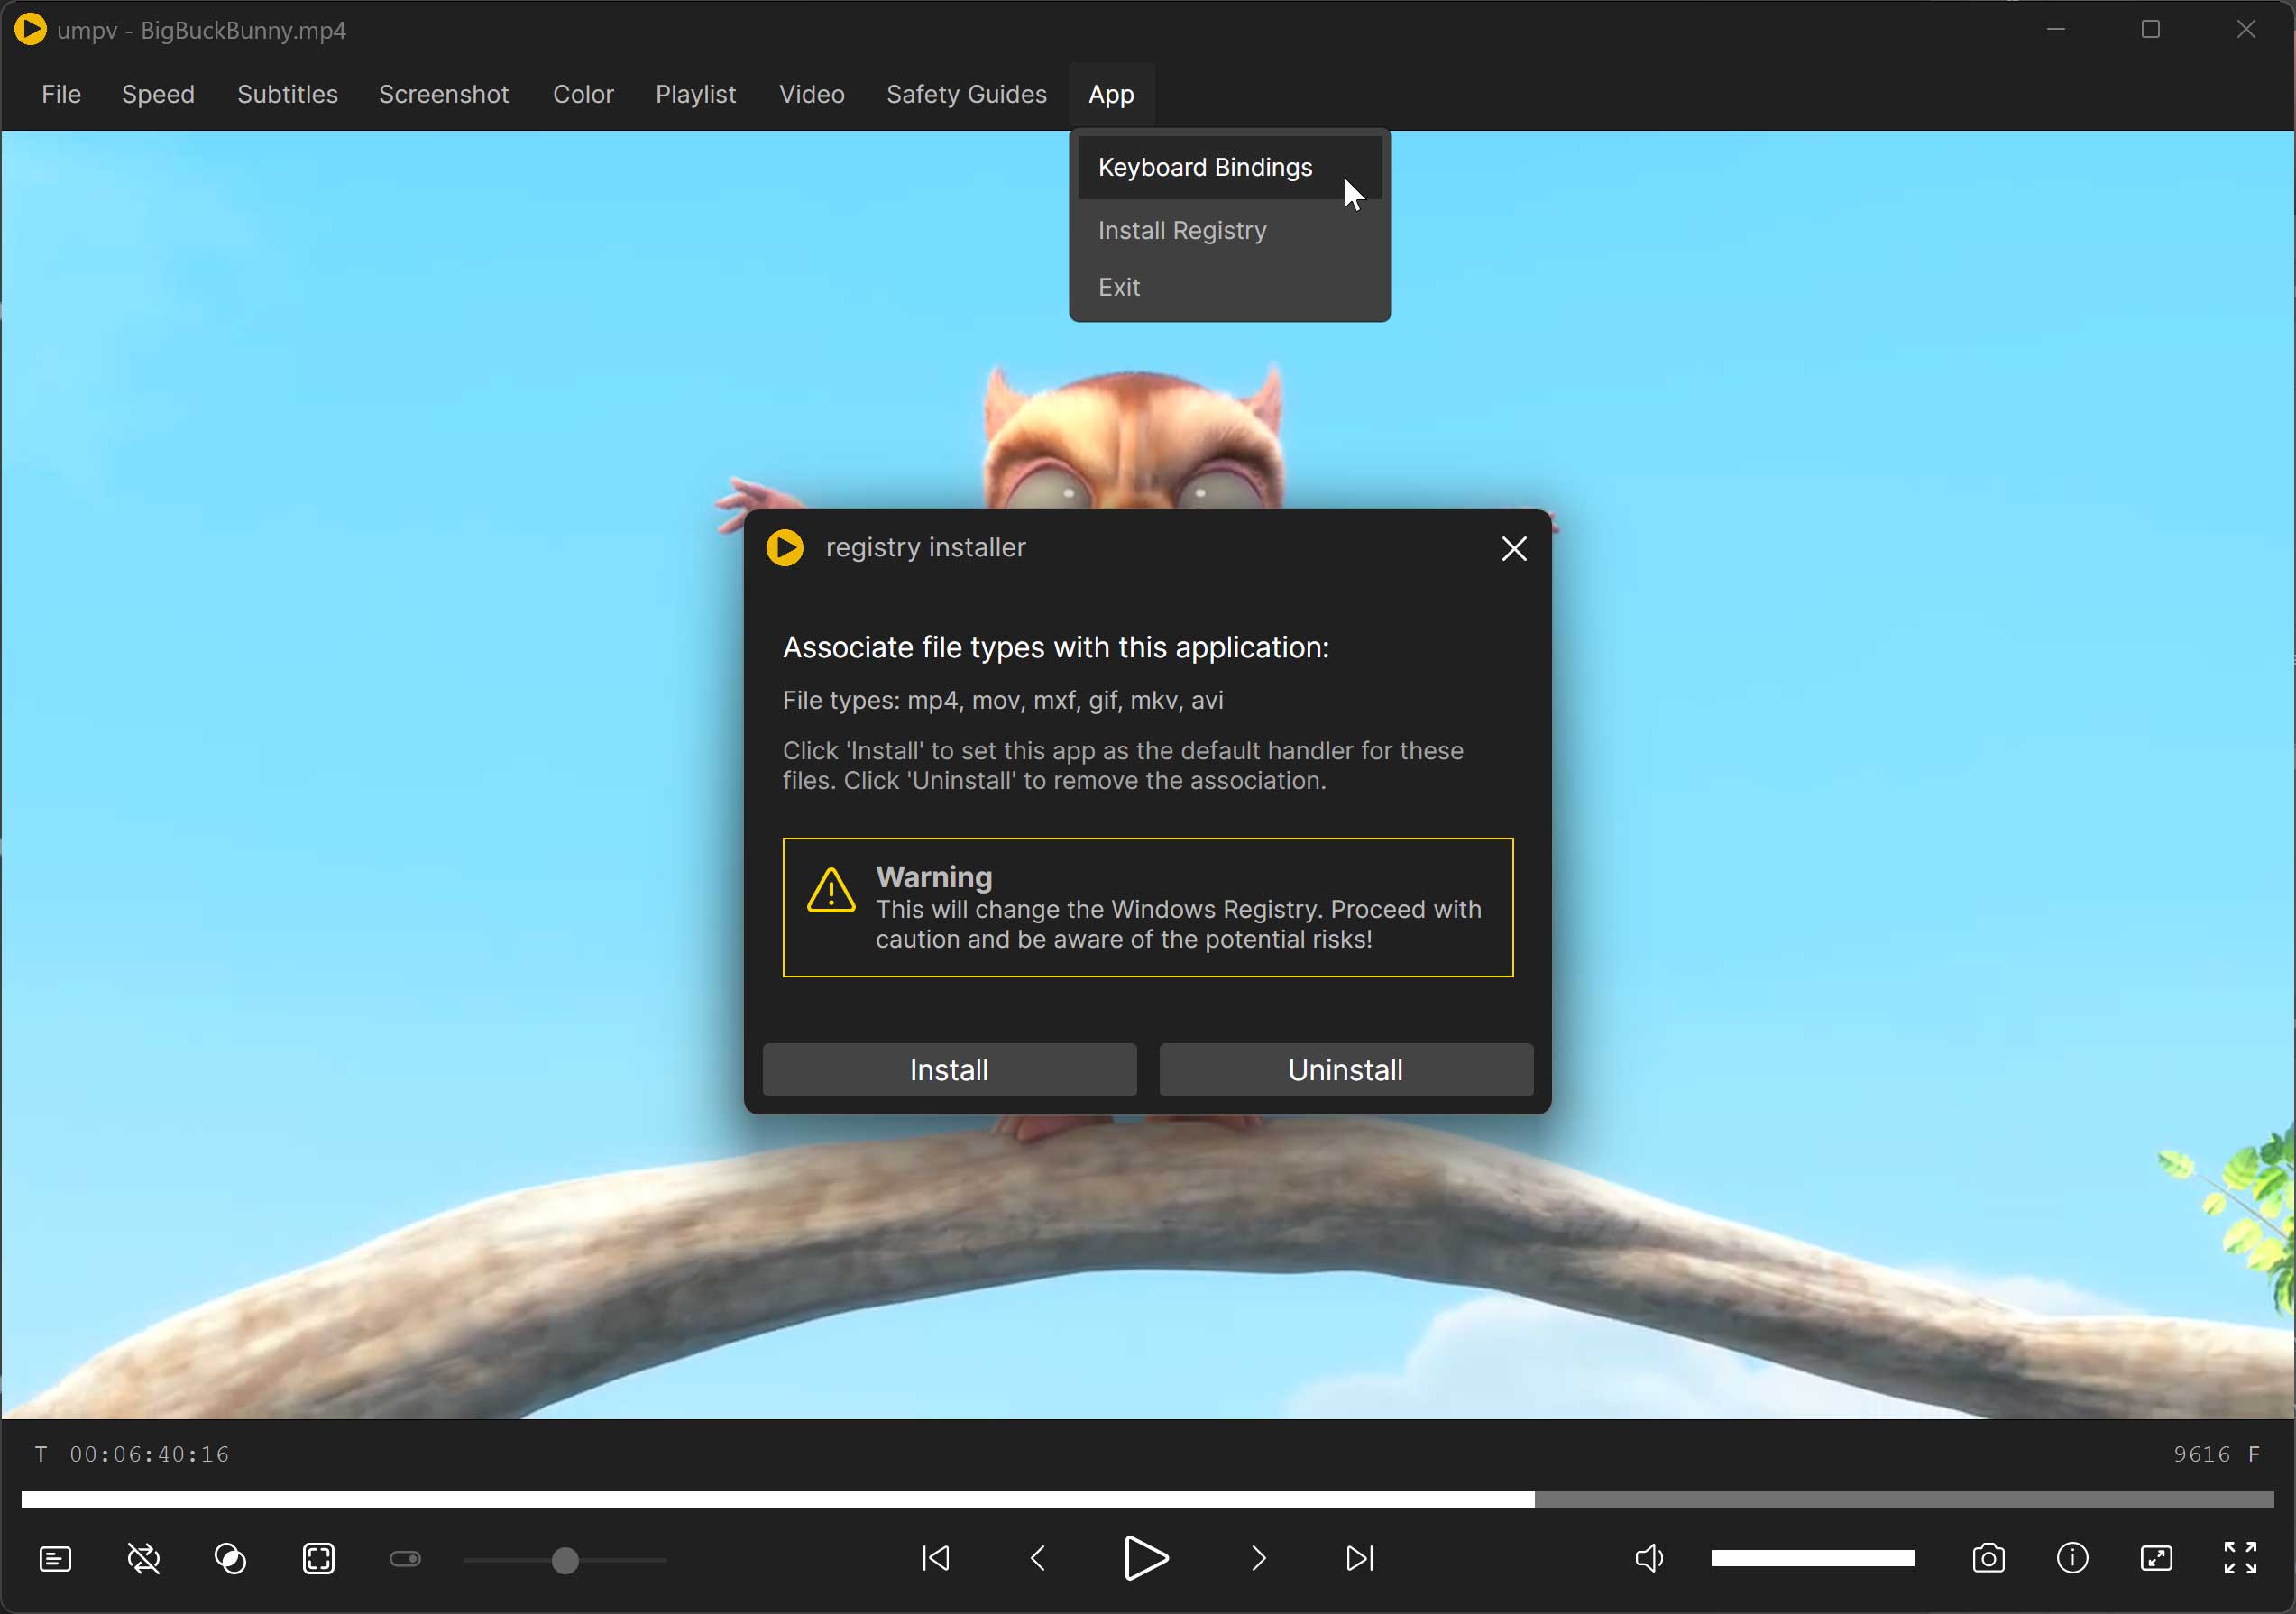 umpv - BigBuckBunny.mp4
File Speed Subtitles Screenshot Color Playlist Video Safety Guides App
Keyboard Bindings
Install Registry
Exit
registry installer
Associate file types with this application:
File types: mp4, mov, mxf, gif, mkv, avi
Click 'Install' to set this app as the default handler for these
files. Click 'Uninstall' to remove the association.
Warning
This will change the Windows Registry. Proceed with
caution and be aware of the potential risks!
Install Uninstall
T 00:06:40:16 9616 F